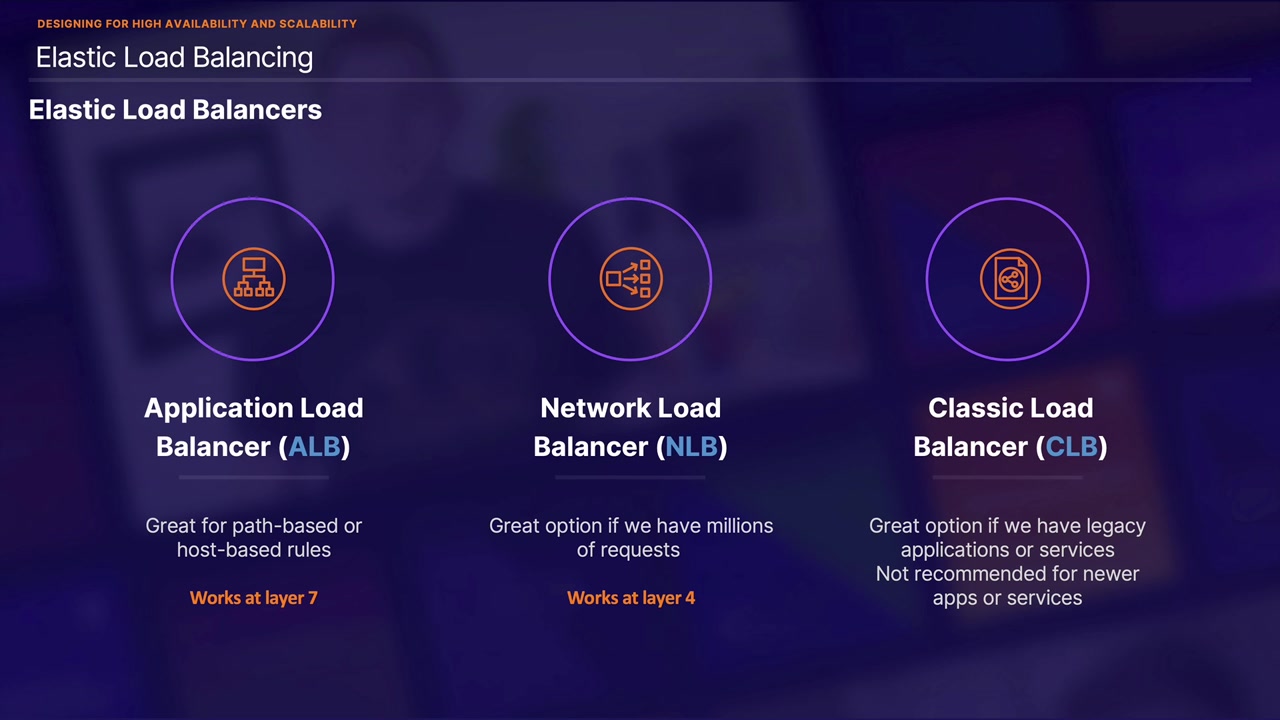 DESIGNING FOR HIGH AVAILABILITY AND SCALABILITY
Elastic Load Balancing
Elastic Load Balancers
Application Load
Balancer (ALB)
Great for path-based or
host-based rules
Works at layer 7
Network Load
Balancer (NLB)
Great option if we have millions
of requests
Works at layer 4
Classic Load
Balancer (CLB)
Great option if we have legacy
applications or services
Not recommended for newer
apps or services